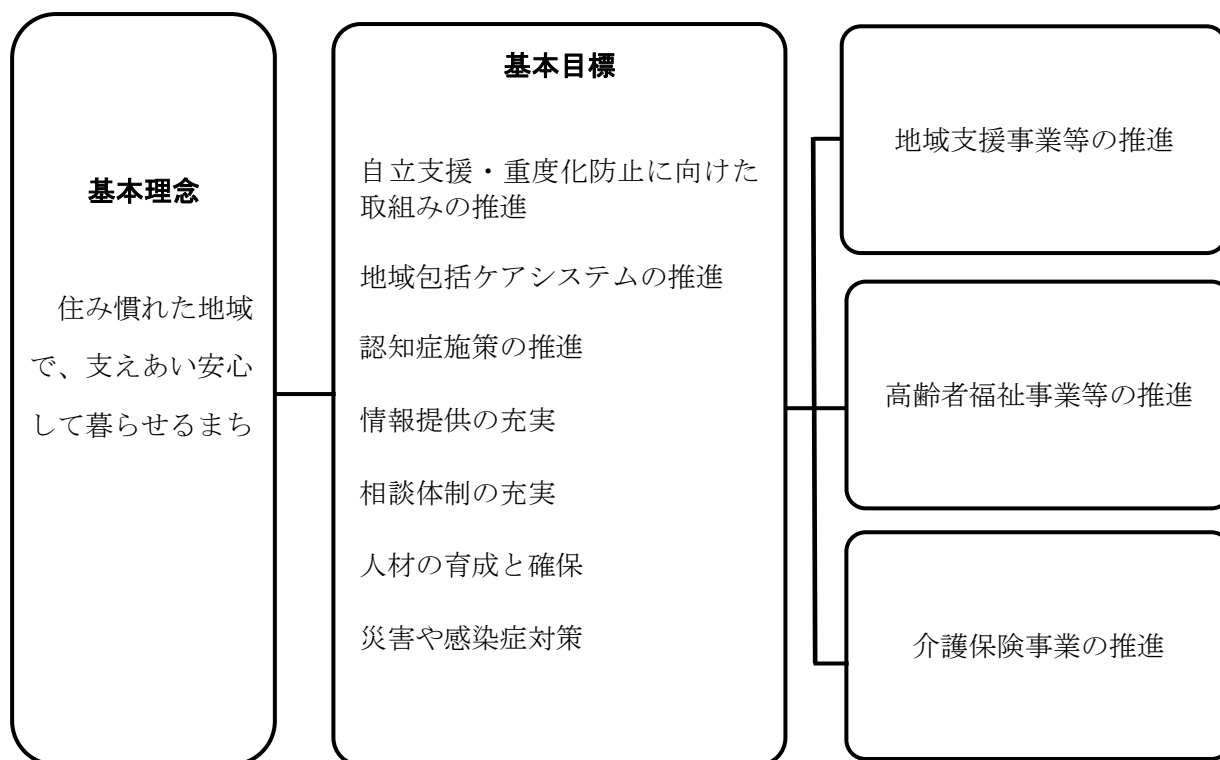 基本理念
住み慣れた地域
で、支えあい安心
して暮らせるまち
基本目標
自立支援・重度化防止に向けた
取組みの推進
地域包括ケアシステムの推進
認知症施策の推進
情報提供の充実
相談体制の充実
人材の育成と確保
災害や感染症対策
地域支援事業等の推進
高齢者福祉事業等の推進
介護保険事業の推進